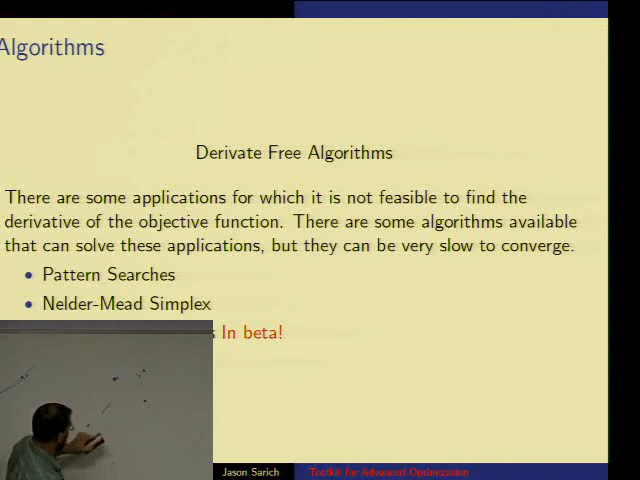 Algorithms
Derivate Free Algorithms
There are some applications for which it is not feasible to find the
derivative of the objective function. There are some algorithms available
that can solve these applications, but they can be very slow to converge.
• Pattern Searches
• Nelder-Mead Simplex
In beta!
Jason Sarich Toolkit for Advanced Optimization